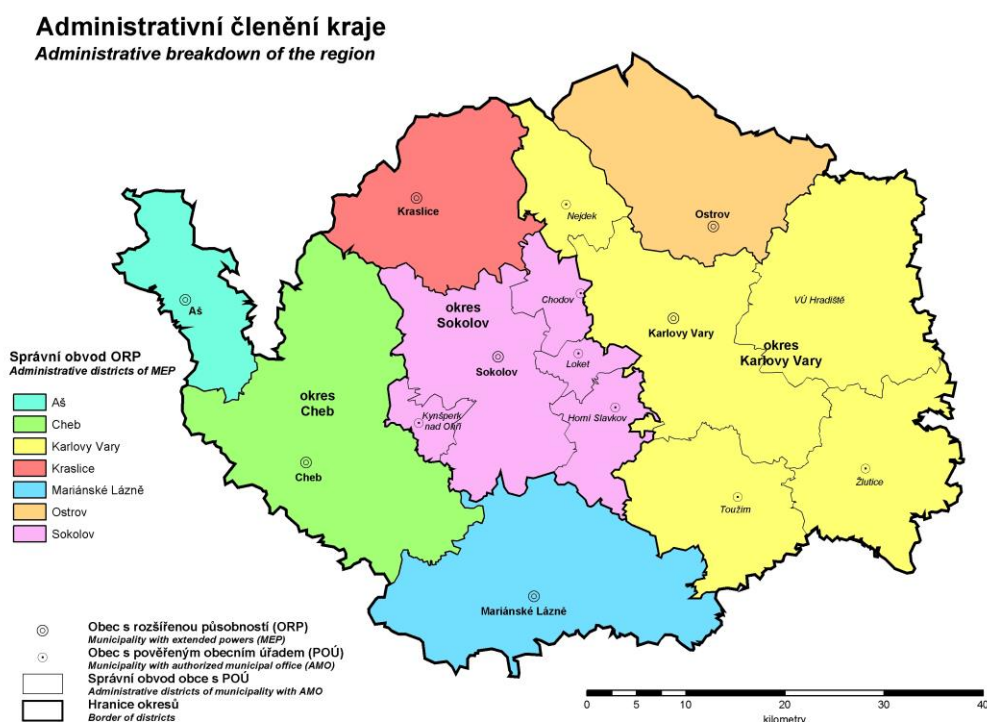 Administrativní členění kraje
Administrative breakdown of the region
Kraslice
Nejdek
Ostrov
Aš
okres
Sokolov
Chodov
VÚ Hradiště
Karlovy Vary
okres
Karlovy Vary
Loket
Sokolov
okres
Cheb
Kynšperk
nad Ohří
Horní Slavkov
Cheb
Toužim
Žlutice
Mariánské Lázně
Správní obvod ORP
Administrative districts of MEP
Aš
Cheb
Karlovy Vary
Kraslice
Mariánské Lázně
Ostrov
Sokolov
Obec s rozšířenou působností (ORP)
Municipality with extended powers (MEP)
Obec s pověřeným obecním úřadem (POÚ)
Municipality with authorized municipal office (AMO)
Správní obvod obce s POÚ
Administrative districts of municipality with AMO
Hranice okresů
Border of districts
0 10 20 30 40
kilometry